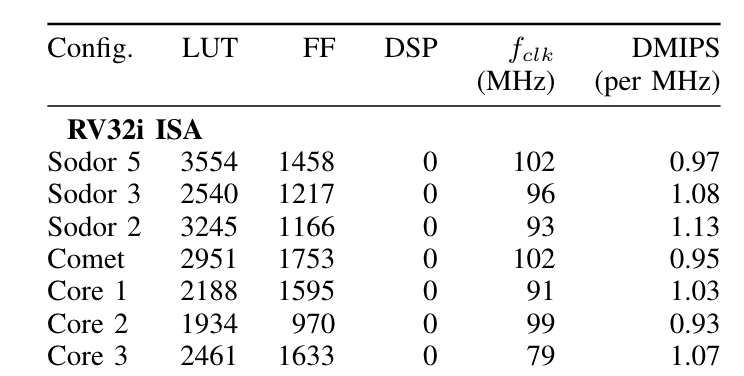 Config. LUT FF DSP fclk DMIPS
(MHz) (per MHz)
RV32i ISA
Sodor 5 3554 1458 0 102 0.97
Sodor 3 2540 1217 0 96 1.08
Sodor 2 3245 1166 0 93 1.13
Comet 2951 1753 0 102 0.95
Core 1 2188 1595 0 91 1.03
Core 2 1934 970 0 99 0.93
Core 3 2461 1633 0 79 1.07